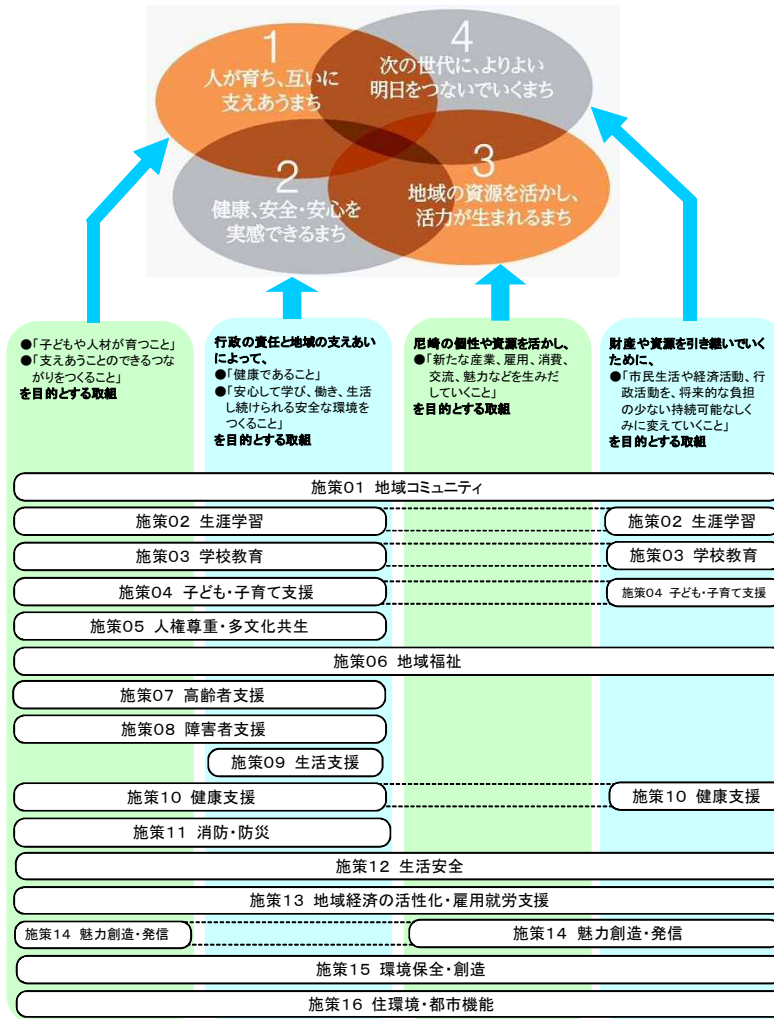 1
人が育ち、互いに
支えあうまち
4
次の世代に、よりよい
明日をつないでいくまち
2
健康、安全・安心を
実感できるまち
3
地域の資源を活かし、
活力が生まれるまち
●「子どもや人材が育つこと」
●「支えあうことのできるつな
がりをつくること」
を目的とする取組
行政の責任と地域の支えあい
によって、
●「健康であること」
●「安心して学び、働き、生活
し続けられる安全な環境を
つくること」
を目的とする取組
尼崎の個性や資源を活かし、
●「新たな産業、雇用、消費、
交流、魅力などを生みだ
していくこと」
を目的とする取組
財産や資源を引き継いでいく
ために、
●「市民生活や経済活動、行
政活動を、将来的な負担
の少ない持続可能なしく
みに変えていくこと」
を目的とする取組
施策01 地域コミュニティ
施策02 生涯学習
施策02 生涯学習
施策03 学校教育
施策03 学校教育
施策04 子ども・子育て支援
施策04 子ども・子育て支援
施策05 人権尊重・多文化共生
施策06 地域福祉
施策07 高齢者支援
施策08 障害者支援
施策09 生活支援
施策10 健康支援
施策10 健康支援
施策11 消防・防災
施策12 生活安全
施策13 地域経済の活性化・雇用就労支援
施策14 魅力創造・発信
施策14 魅力創造・発信
施策15 環境保全・創造
施策16 住環境・都市機能